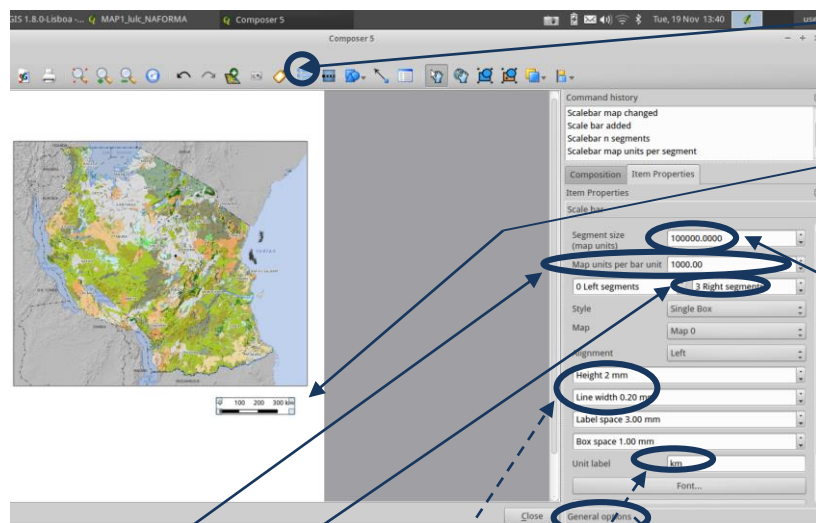 GIS 1.8.0-Lisboa -... MAP1_lulc_NAFORMA Composer 5 Tue, 19 Nov 13:40 use
Composer 5
Command history
Scalebar map changed
Scale bar added
Scalebar n segments
Scalebar map units per segment
Composition Item Properties
Item Properties
Scale bar
Segment size
(map units) 100000.0000
Map units per bar unit 1000.00
0 Left segments 3 Right segments
Style Single Box
Map Map 0
Alignment Left
Height 2 mm
Line width 0.20 mm
Label space 3.00 mm
Box space 1.00 mm
Unit label km
Font...
0 100 200 300 km
Close General options